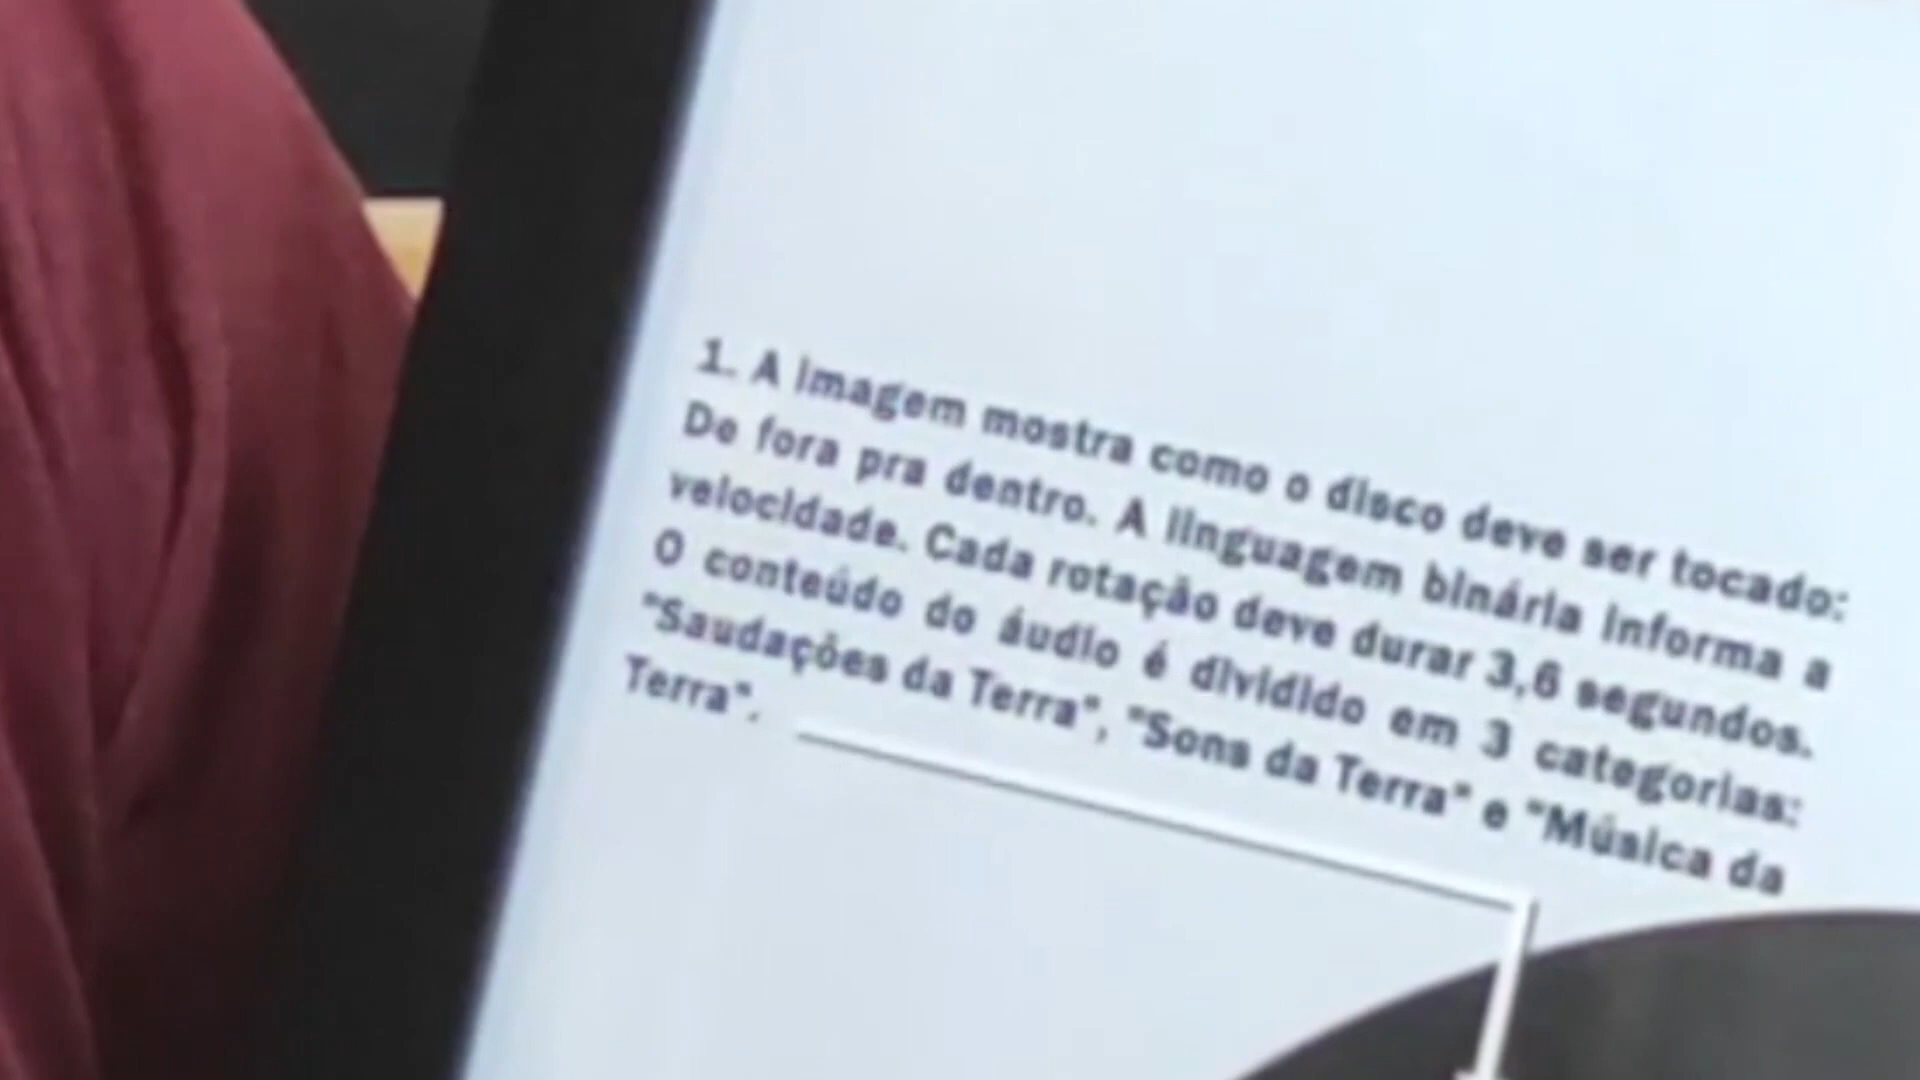 1. A imagem mostra como o disco deve ser tocado:
De fora pra dentro. A linguagem binária informa a
velocidade. Cada rotação deve durar 3,6 segundos.
O conteúdo do áudio é dividido em 3 categorias:
"Saudações da Terra", "Sons da Terra" e "Música da
Terra".